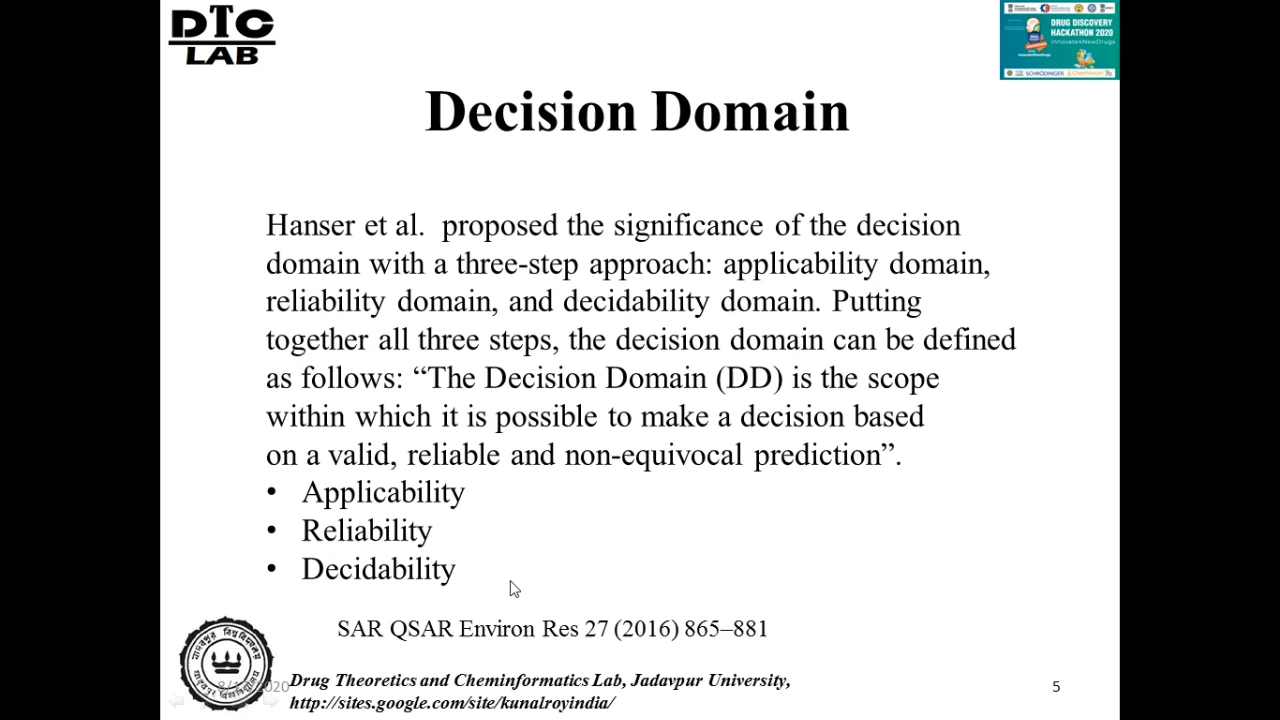 DTC
LAB
DRUG DISCOVERY
HACKATHON 2020
Decision Domain
Hanser et al. proposed the significance of the decision
domain with a three-step approach: applicability domain,
reliability domain, and decidability domain. Putting
together all three steps, the decision domain can be defined
as follows: “The Decision Domain (DD) is the scope
within which it is possible to make a decision based
on a valid, reliable and non-equivocal prediction”.
• Applicability
• Reliability
• Decidability
SAR QSAR Environ Res 27 (2016) 865–881
Drug Theoretics and Cheminformatics Lab, Jadavpur University,
http://sites.google.com/site/kunalroyindia/
5